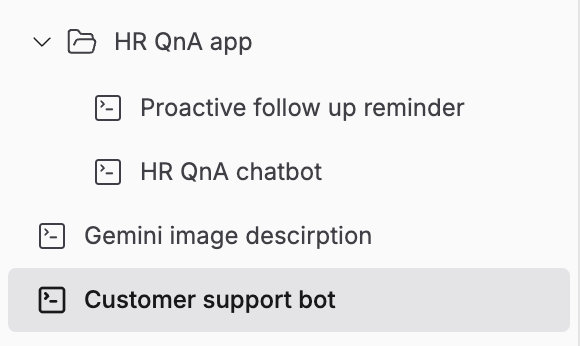 HR QnA app
Proactive follow up reminder
HR QnA chatbot
Gemini image descirption
Customer support bot